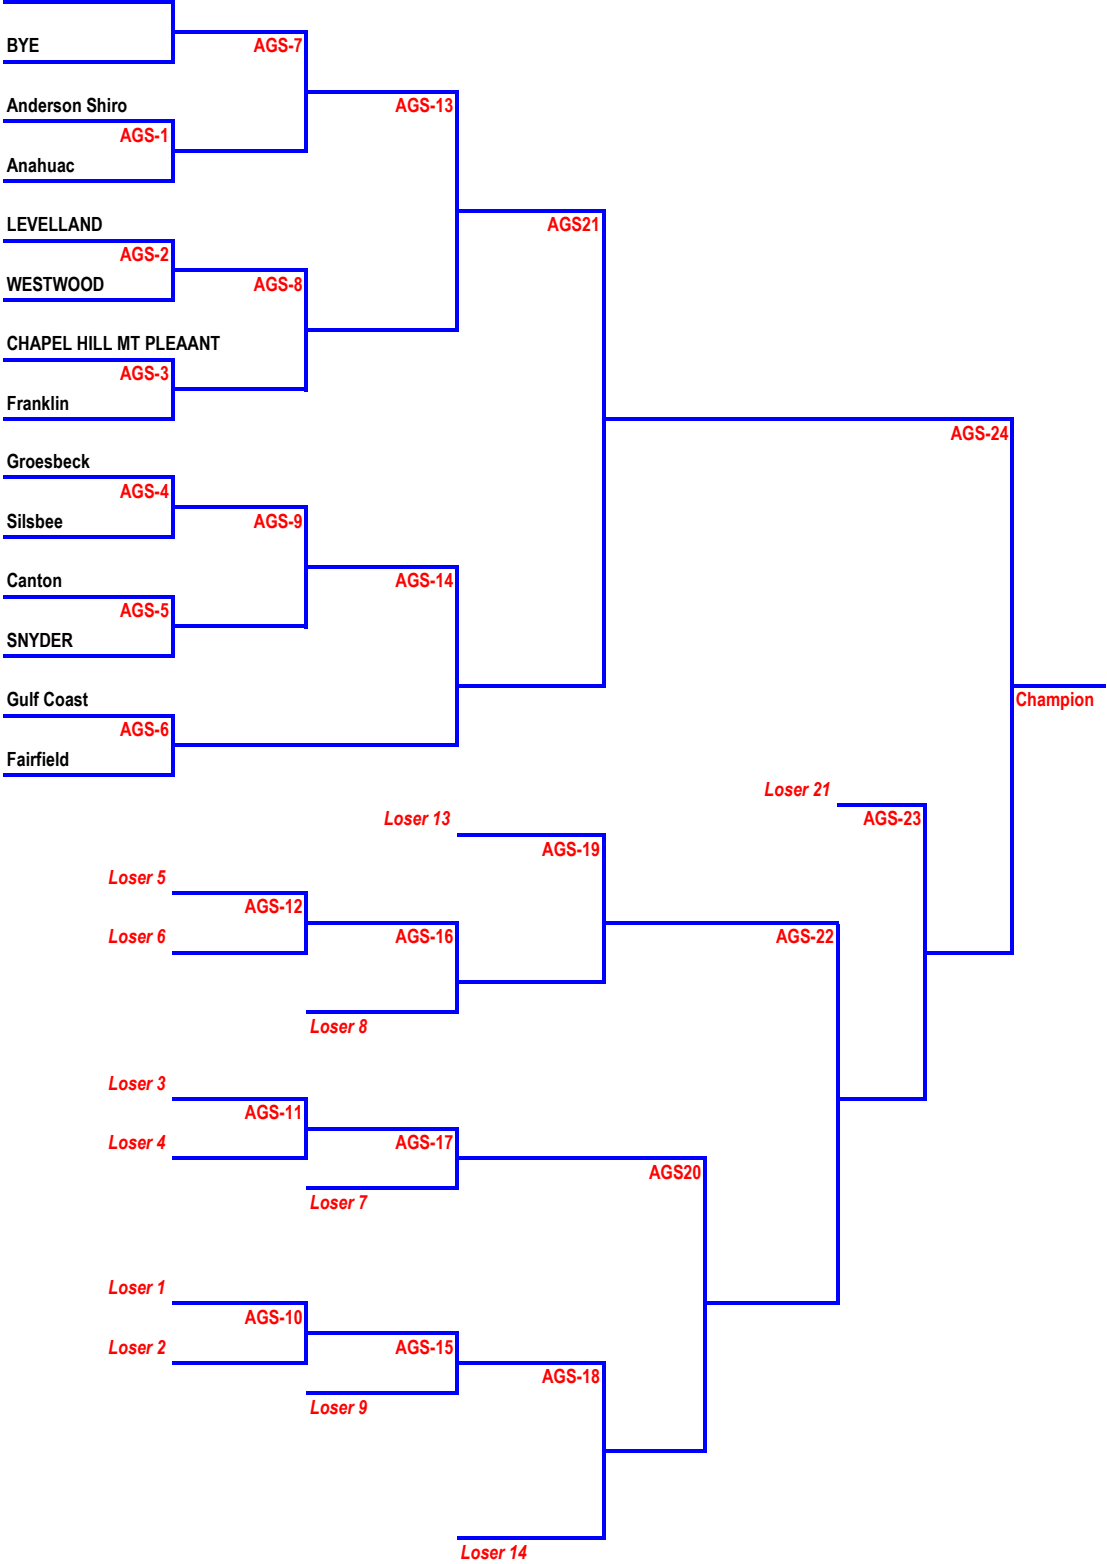 BYE
AGS-7
Anderson Shiro
AGS-13
AGS-1
Anahuac
LEVELLAND
AGS21
AGS-2
WESTWOOD
AGS-8
CHAPEL HILL MT PLEAANT
AGS-3
Franklin
AGS-24
Groesbeck
AGS-4
Silsbee
AGS-9
Canton
AGS-14
AGS-5
SNYDER
Gulf Coast
Champion
AGS-6
Fairfield
Loser 21
Loser 13
AGS-23
AGS-19
Loser 5
AGS-12
Loser 6
AGS-16
AGS-22
Loser 8
Loser 3
AGS-11
Loser 4
AGS-17
AGS20
Loser 7
Loser 1
AGS-10
Loser 2
AGS-15
AGS-18
Loser 9
Loser 14